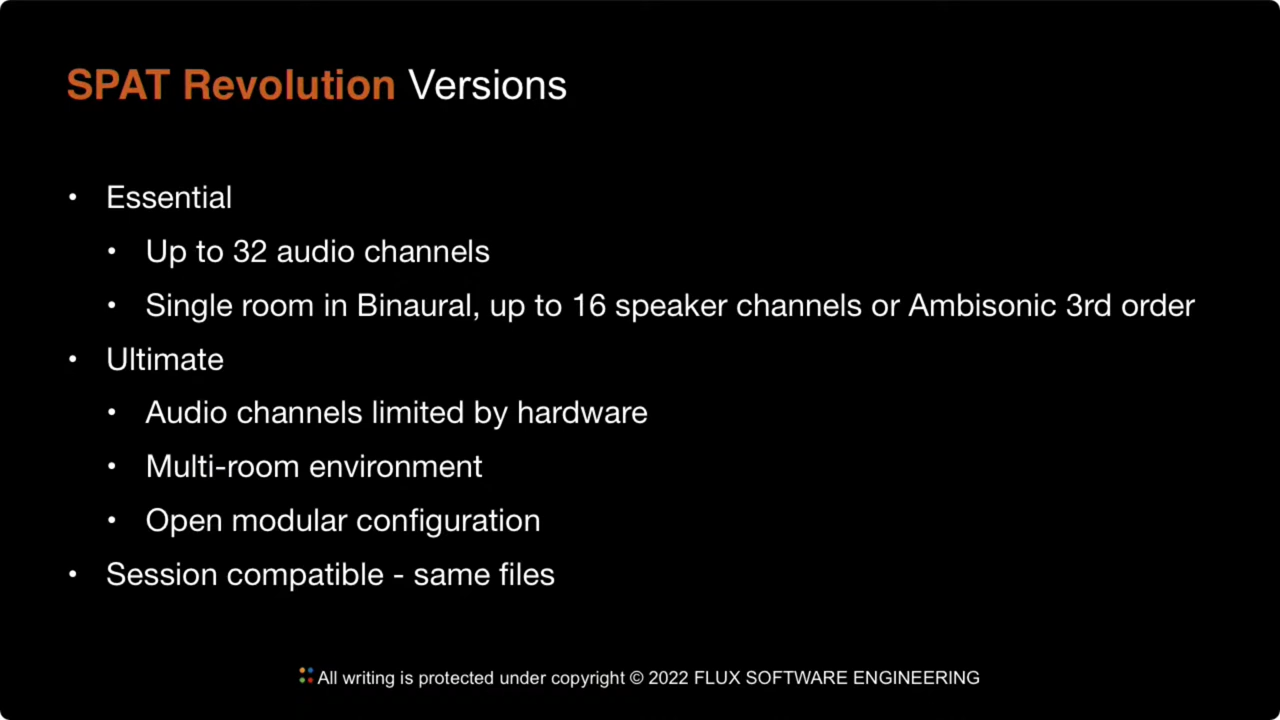 SPAT Revolution Versions
• Essential
• Up to 32 audio channels
• Single room in Binaural, up to 16 speaker channels or Ambisonic 3rd order
• Ultimate
• Audio channels limited by hardware
• Multi-room environment
• Open modular configuration
• Session compatible - same files
All writing is protected under copyright © 2022 FLUX SOFTWARE ENGINEERING